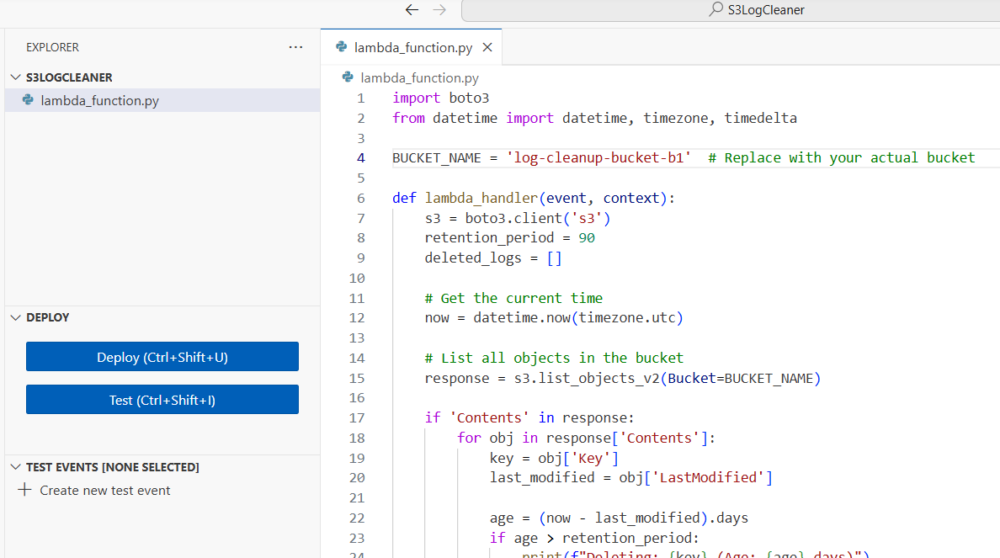 S3LogCleaner
EXPLORER
S3LOGCLEANER
lambda_function.py
DEPLOY
Deploy (Ctrl+Shift+U)
Test (Ctrl+Shift+I)
TEST EVENTS [NONE SELECTED]
Create new test event
lambda_function.py
lambda_function.py
1 import boto3
2 from datetime import datetime, timezone, timedelta
3
4 BUCKET_NAME = 'log-cleanup-bucket-b1'  # Replace with your actual bucket
5
6 def lambda_handler(event, context):
7     s3 = boto3.client('s3')
8     retention_period = 90
9     deleted_logs = []
10
11     # Get the current time
12     now = datetime.now(timezone.utc)
13
14     # List all objects in the bucket
15     response = s3.list_objects_v2(Bucket=BUCKET_NAME)
16
17     if 'Contents' in response:
18         for obj in response['Contents']:
19             key = obj['Key']
20             last_modified = obj['LastModified']
21
22             age = (now - last_modified).days
23             if age > retention_period:
24                 print(f"Deleting: {key} (Age: {age} days)")